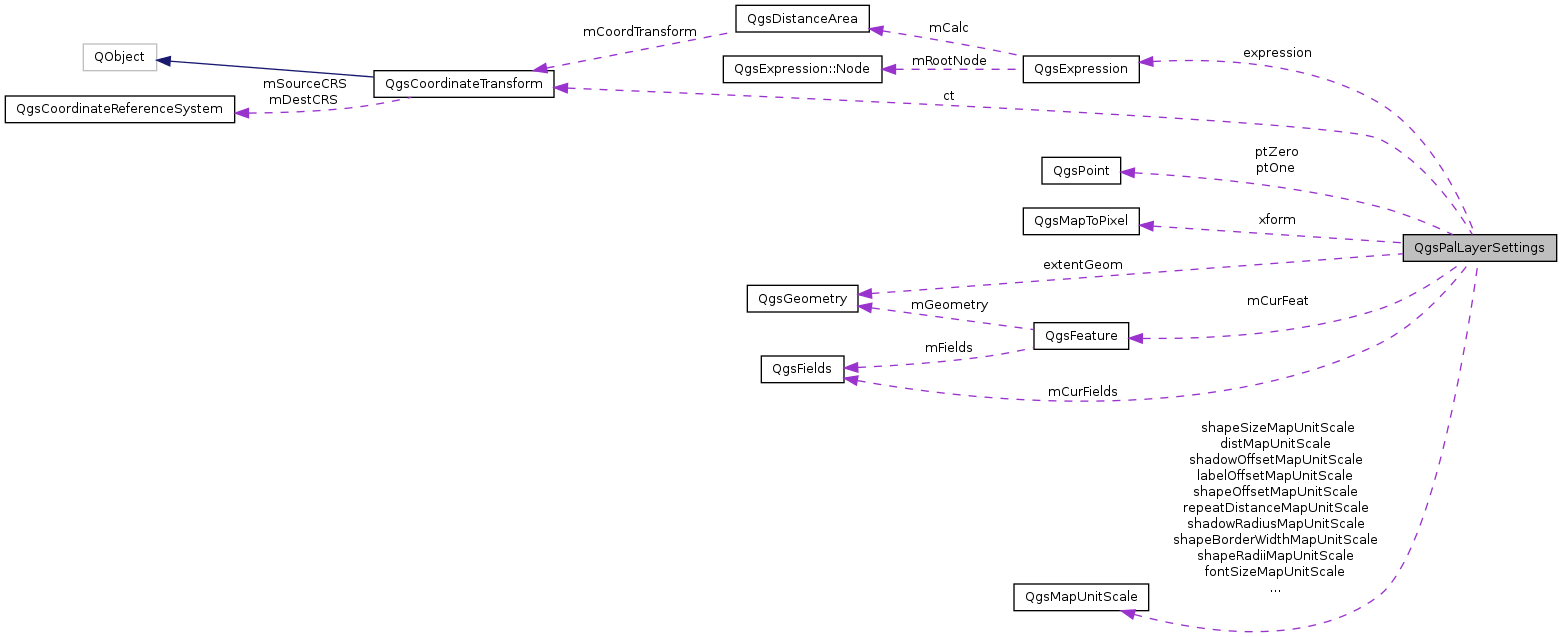 QgsDistanceArea
mCoordTransform
mCalc
QObject
expression
QgsExpression::Node
mRootNode
QgsExpression
mSourceCRS
mDestCRS
QgsCoordinateTransform
QgsCoordinateReferenceSystem
ct
ptZero
ptOne
QgsPoint
xform
QgsMapToPixel
QgsPalLayerSettings
extentGeom
QgsGeometry
mGeometry
mCurFeat
QgsFeature
mFields
QgsFields
mCurFields
shapeSizeMapUnitScale
distMapUnitScale
shadowOffsetMapUnitScale
labelOffsetMapUnitScale
shapeOffsetMapUnitScale
repeatDistanceMapUnitScale
shadowRadiusMapUnitScale
shapeBorderWidthMapUnitScale
shapeRadiiMapUnitScale
fontSizeMapUnitScale
...
QgsMapUnitScale